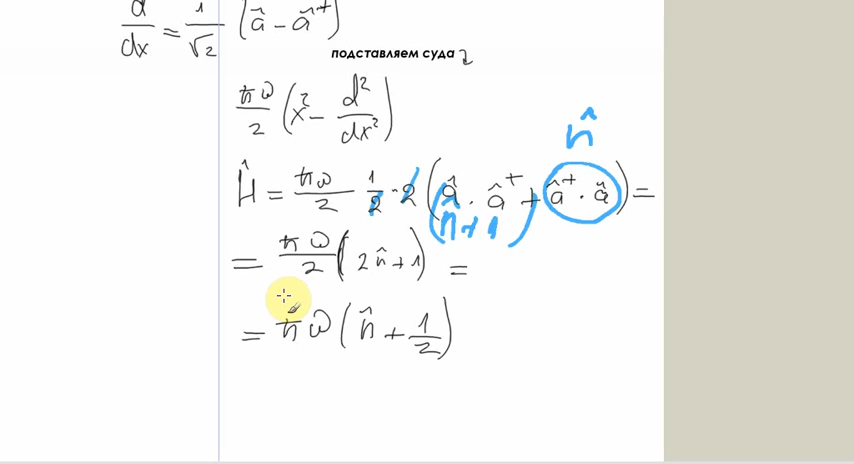 d/dx = 1/√2 (â - â⁺)
подставляем суда
ħω/2 (x² - d²/dx²)
n̂
Ĥ = ħω/2 1/2 · 2 (â · â⁺ + â⁺ · â) =
(n̂+1)
= ħω/2 (2n̂+1) =
= ħω (n̂ + 1/2)